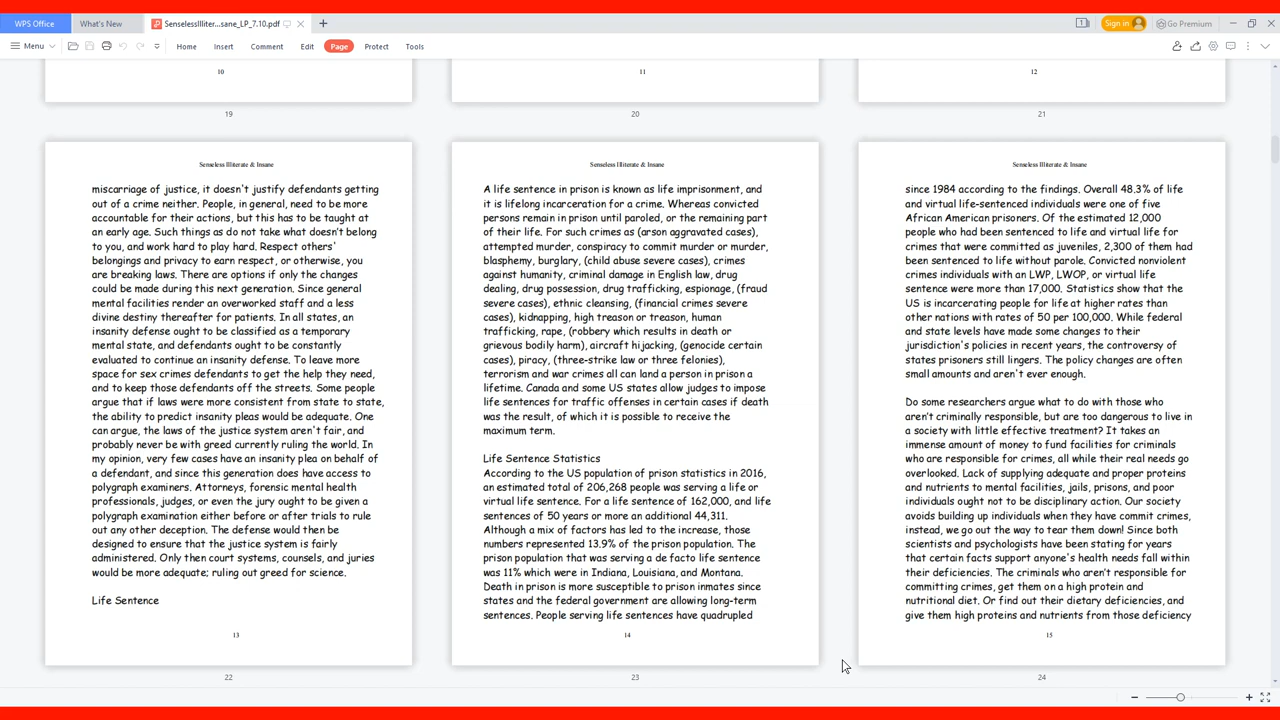 WPS Office
What's New
SenselessIlliter...sane_LP_7.10.pdf
Sign in
Go Premium
Menu
Home
Insert
Comment
Edit
Page
Protect
Tools
10
11
12
19
20
21
Senseless Illiterate & Insane
miscarriage of justice, it doesn't justify defendants getting
out of a crime neither. People, in general, need to be more
accountable for their actions, but this has to be taught at
an early age. Such things as do not take what doesn't belong
to you, and work hard to play hard. Respect others'
belongings and privacy to earn respect, or otherwise, you
are breaking laws. There are options if only the changes
could be made during this next generation. Since general
mental facilities render an overworked staff and a less
divine destiny thereafter for patients. In all states, an
insanity defense ought to be classified as a temporary
mental state, and defendants ought to be constantly
evaluated to continue an insanity defense. To leave more
space for sex crimes defendants to get the help they need,
and to keep those defendants off the streets. Some people
argue that if laws were more consistent from state to state,
the ability to predict insanity pleas would be adequate. One
can argue, the laws of the justice system aren't fair, and
probably never be with greed currently ruling the world. In
my opinion, very few cases have an insanity plea on behalf of
a defendant, and since this generation does have access to
polygraph examiners. Attorneys, forensic mental health
professionals, judges, or even the jury ought to be given a
polygraph examination either before or after trials to rule
out any other deception. The defense would then be
designed to ensure that the justice system is fairly
administered. Only then court systems, counsels, and juries
would be more adequate; ruling out greed for science.
Life Sentence
13
22
Senseless Illiterate & Insane
A life sentence in prison is known as life imprisonment, and
it is lifelong incarceration for a crime. Whereas convicted
persons remain in prison until paroled, or the remaining part
of their life. For such crimes as (arson aggravated cases),
attempted murder, conspiracy to commit murder or murder,
blasphemy, burglary, (child abuse severe cases), crimes
against humanity, criminal damage in English law, drug
dealing, drug possession, drug trafficking, espionage, (fraud
severe cases), ethnic cleansing, (financial crimes severe
cases), kidnapping, high treason or treason, human
trafficking, rape, (robbery which results in death or
grievous bodily harm), aircraft hijacking, (genocide certain
cases), piracy, (three-strike law or three felonies),
terrorism and war crimes all can land a person in prison a
lifetime. Canada and some US states allow judges to impose
life sentences for traffic offenses in certain cases if death
was the result, of which it is possible to receive the
maximum term.
Life Sentence Statistics
According to the US population of prison statistics in 2016,
an estimated total of 206,268 people was serving a life or
virtual life sentence. For a life sentence of 162,000, and life
sentences of 50 years or more an additional 44,311.
Although a mix of factors has led to the increase, those
numbers represented 13.9% of the prison population. The
prison population that was serving a de facto life sentence
was 11% which were in Indiana, Louisiana, and Montana.
Death in prison is more susceptible to prison inmates since
states and the federal government are allowing long-term
sentences. People serving life sentences have quadrupled
14
23
Senseless Illiterate & Insane
since 1984 according to the findings. Overall 48.3% of life
and virtual life-sentenced individuals were one of five
African American prisoners. Of the estimated 12,000
people who had been sentenced to life and virtual life for
crimes that were committed as juveniles, 2,300 of them had
been sentenced to life without parole. Convicted nonviolent
crimes individuals with an LWP, LWOP, or virtual life
sentence were more than 17,000. Statistics show that the
US is incarcerating people for life at higher rates than
other nations with rates of 50 per 100,000. While federal
and state levels have made some changes to their
jurisdiction's policies in recent years, the controversy of
states prisoners still lingers. The policy changes are often
small amounts and aren't ever enough.
Do some researchers argue what to do with those who
aren't criminally responsible, but are too dangerous to live in
a society with little effective treatment? It takes an
immense amount of money to fund facilities for criminals
who are responsible for crimes, all while their real needs go
overlooked. Lack of supplying adequate and proper proteins
and nutrients to mental facilities, jails, prisons, and poor
individuals ought not to be disciplinary action. Our society
avoids building up individuals when they have commit crimes,
instead, we go out the way to tear them down! Since both
scientists and psychologists have been stating for years
that certain facts support anyone's health needs fall within
their deficiencies. The criminals who aren't responsible for
committing crimes, get them on a high protein and
nutritional diet. Or find out their dietary deficiencies, and
give them high proteins and nutrients from those deficiency
15
24